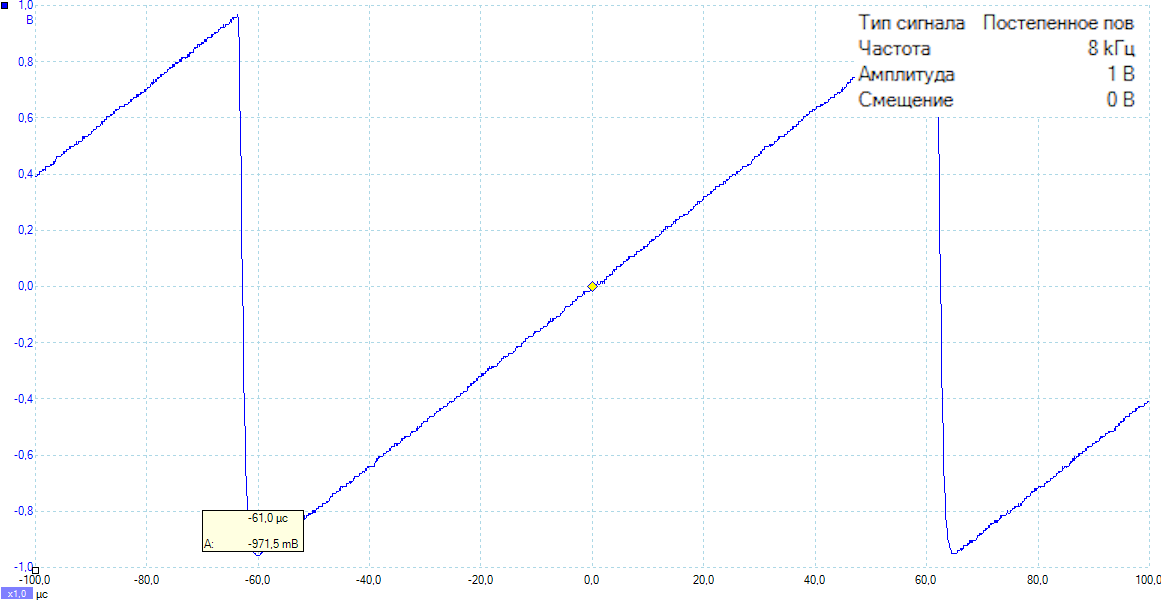 1,0
В
Тип сигнала Постепенное пов
Частота 8 kГц
Амплитуда 1 В
Смещение 0 В
0,8
0,6
0,4
0,2
0,0
-0,2
-0,4
-0,6
-0,8
-1,0
-61,0 µс
А: -971,5 mВ
-100,0 -80,0 -60,0 -40,0 -20,0 0,0 20,0 40,0 60,0 80,0 100,0
x1,0 µс